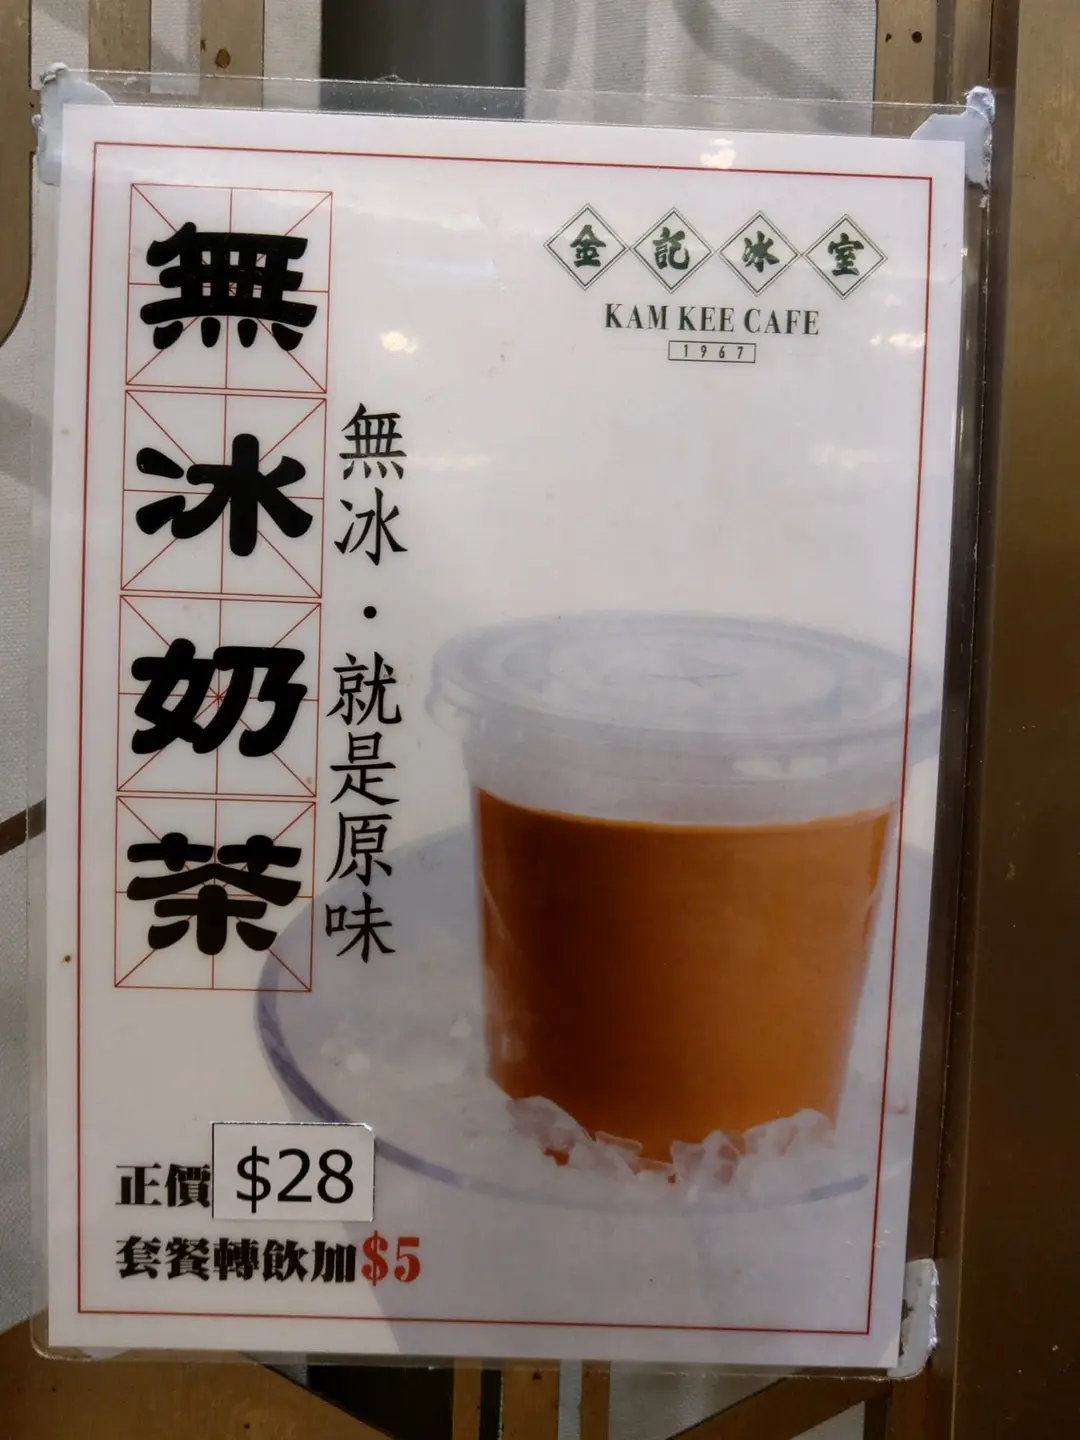 金記冰室
KAM KEE CAFE
1967
無冰奶茶
無冰・就是原味
正價 $28
套餐轉飲加$5